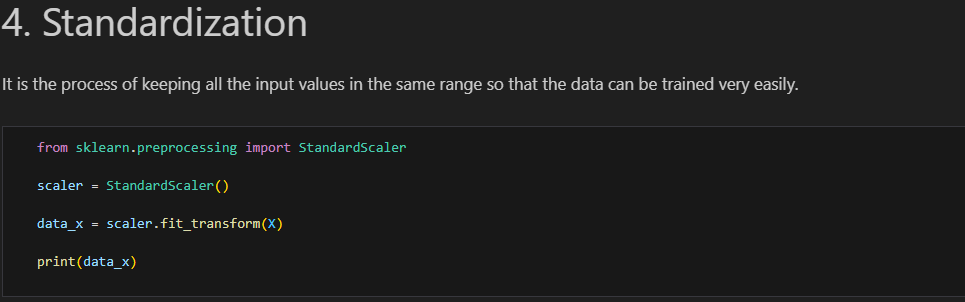 4. Standardization
It is the process of keeping all the input values in the same range so that the data can be trained very easily.
from sklearn.preprocessing import StandardScaler
scaler = StandardScaler()
data_x = scaler.fit_transform(X)
print(data_x)